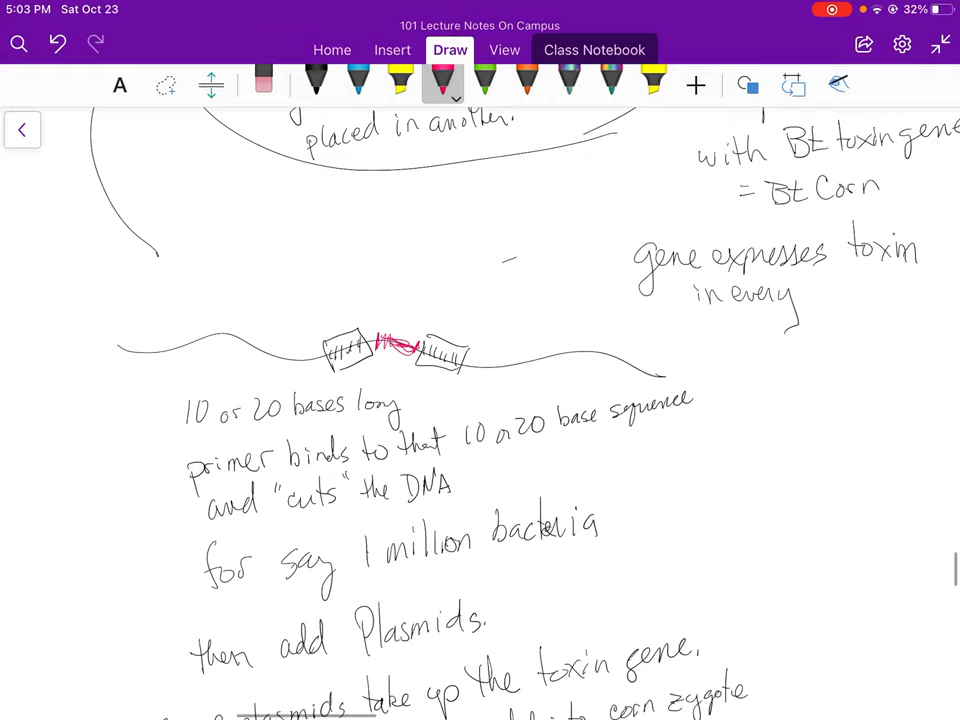 5:03 PM Sat Oct 23
32%
101 Lecture Notes On Campus
Home Insert Draw View Class Notebook
A
placed in another.
with Bt toxin gene
= Bt Corn
gene expresses toxin
in every
10 or 20 bases long
primer binds to that 10 or 20 base sequence
and "cuts" the DNA
for say 1 million bacteria
then add Plasmids.
plasmids take up the toxin gene.
to corn zygote